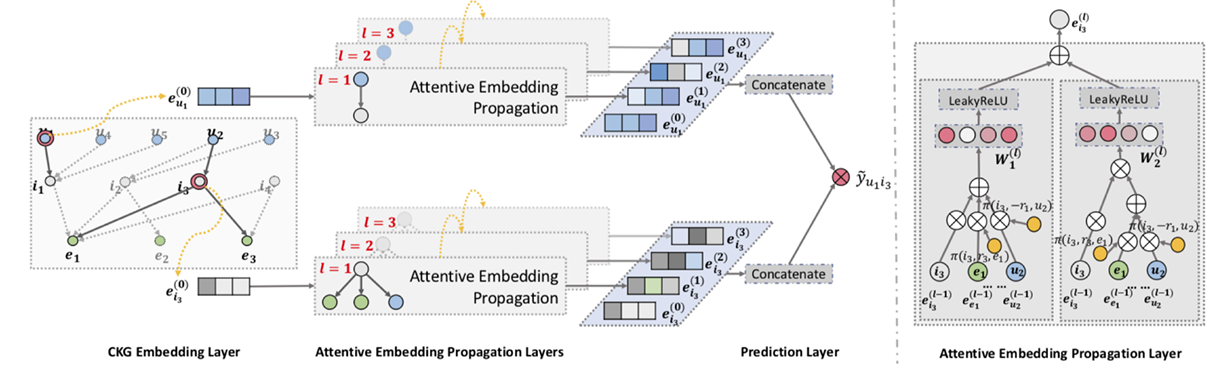 l = 3
l = 2
l = 1
Attentive Embedding
Propagation
e_{u_1}^{(0)}
e_{u_1}^{(3)}
e_{u_1}^{(2)}
e_{u_1}^{(1)}
e_{u_1}^{(0)}
Concatenate
u_4 u_5 u_2 u_3
i_1 i_2 i_3 i_4
e_1 e_2 e_3
ỹ_{u_1 i_3}
l = 3
l = 2
l = 1
Attentive Embedding
Propagation
e_{i_3}^{(0)}
e_{i_3}^{(3)}
e_{i_3}^{(2)}
e_{i_3}^{(1)}
e_{i_3}^{(0)}
Concatenate
CKG Embedding Layer
Attentive Embedding Propagation Layers
Prediction Layer
e_{i_3}^{(l)}
LeakyReLU LeakyReLU
W_1^{(l)} W_2^{(l)}
π(i_3, −r_1, u_2) π(i_3, −r_1, u_2)
π(i_3, r_3, e_1) π(i_3, r_3, e_1)
i_3 e_1 u_2 i_3 e_1 u_2
e_{i_3}^{(l-1)} e_{e_1}^{(l-1)} ... ... e_{u_2}^{(l-1)} e_{i_3}^{(l-1)} e_{e_1}^{(l-1)} ... ... e_{u_2}^{(l-1)}
Attentive Embedding Propagation Layer